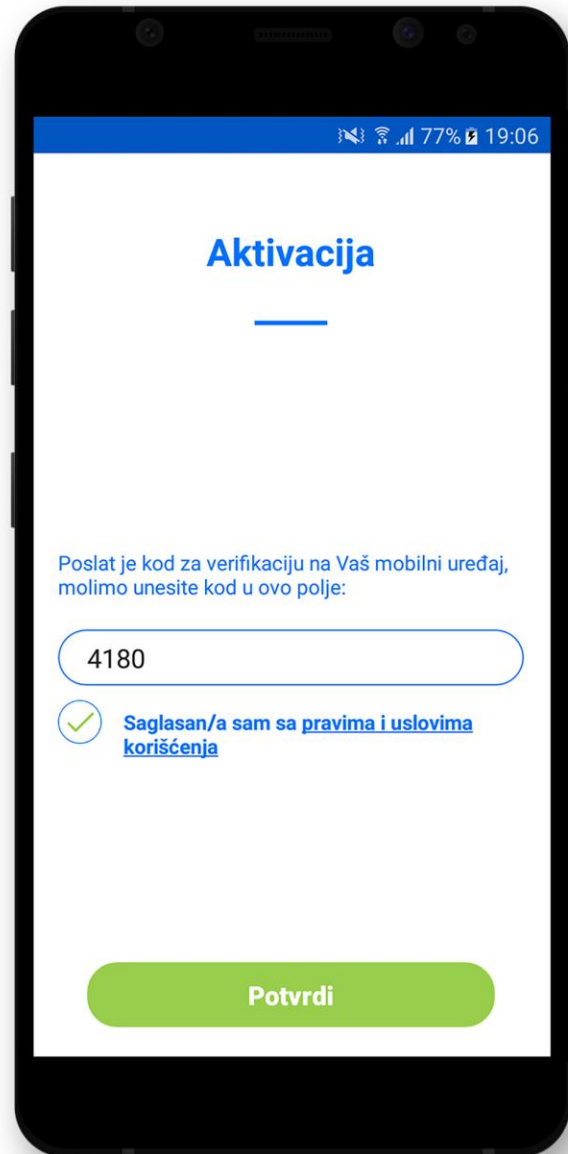 77% 19:06
Aktivacija
Poslat je kod za verifikaciju na Vaš mobilni uređaj,
molimo unesite kod u ovo polje:
4180
Saglasan/a sam sa pravima i uslovima
korišćenja
Potvrdi